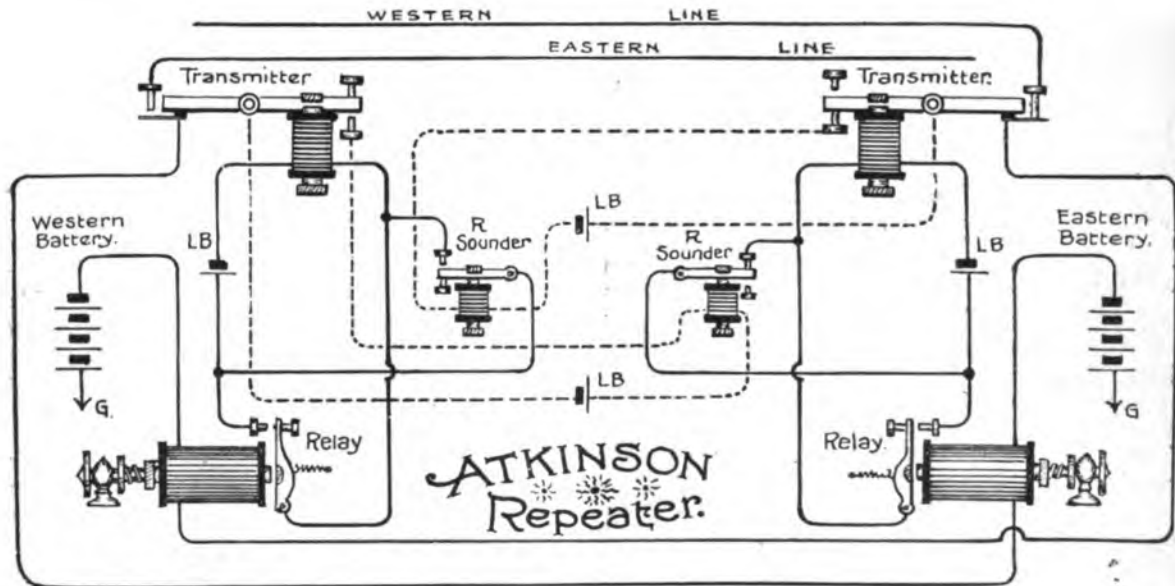 WESTERN LINE
EASTERN LINE
Transmitter
Transmitter.
Western
Battery.
LB
R
Sounder
LB
R
Sounder
LB
Eastern
Battery.
G.
LB
G
Relay
Relay.
ATKINSON
Repeater.